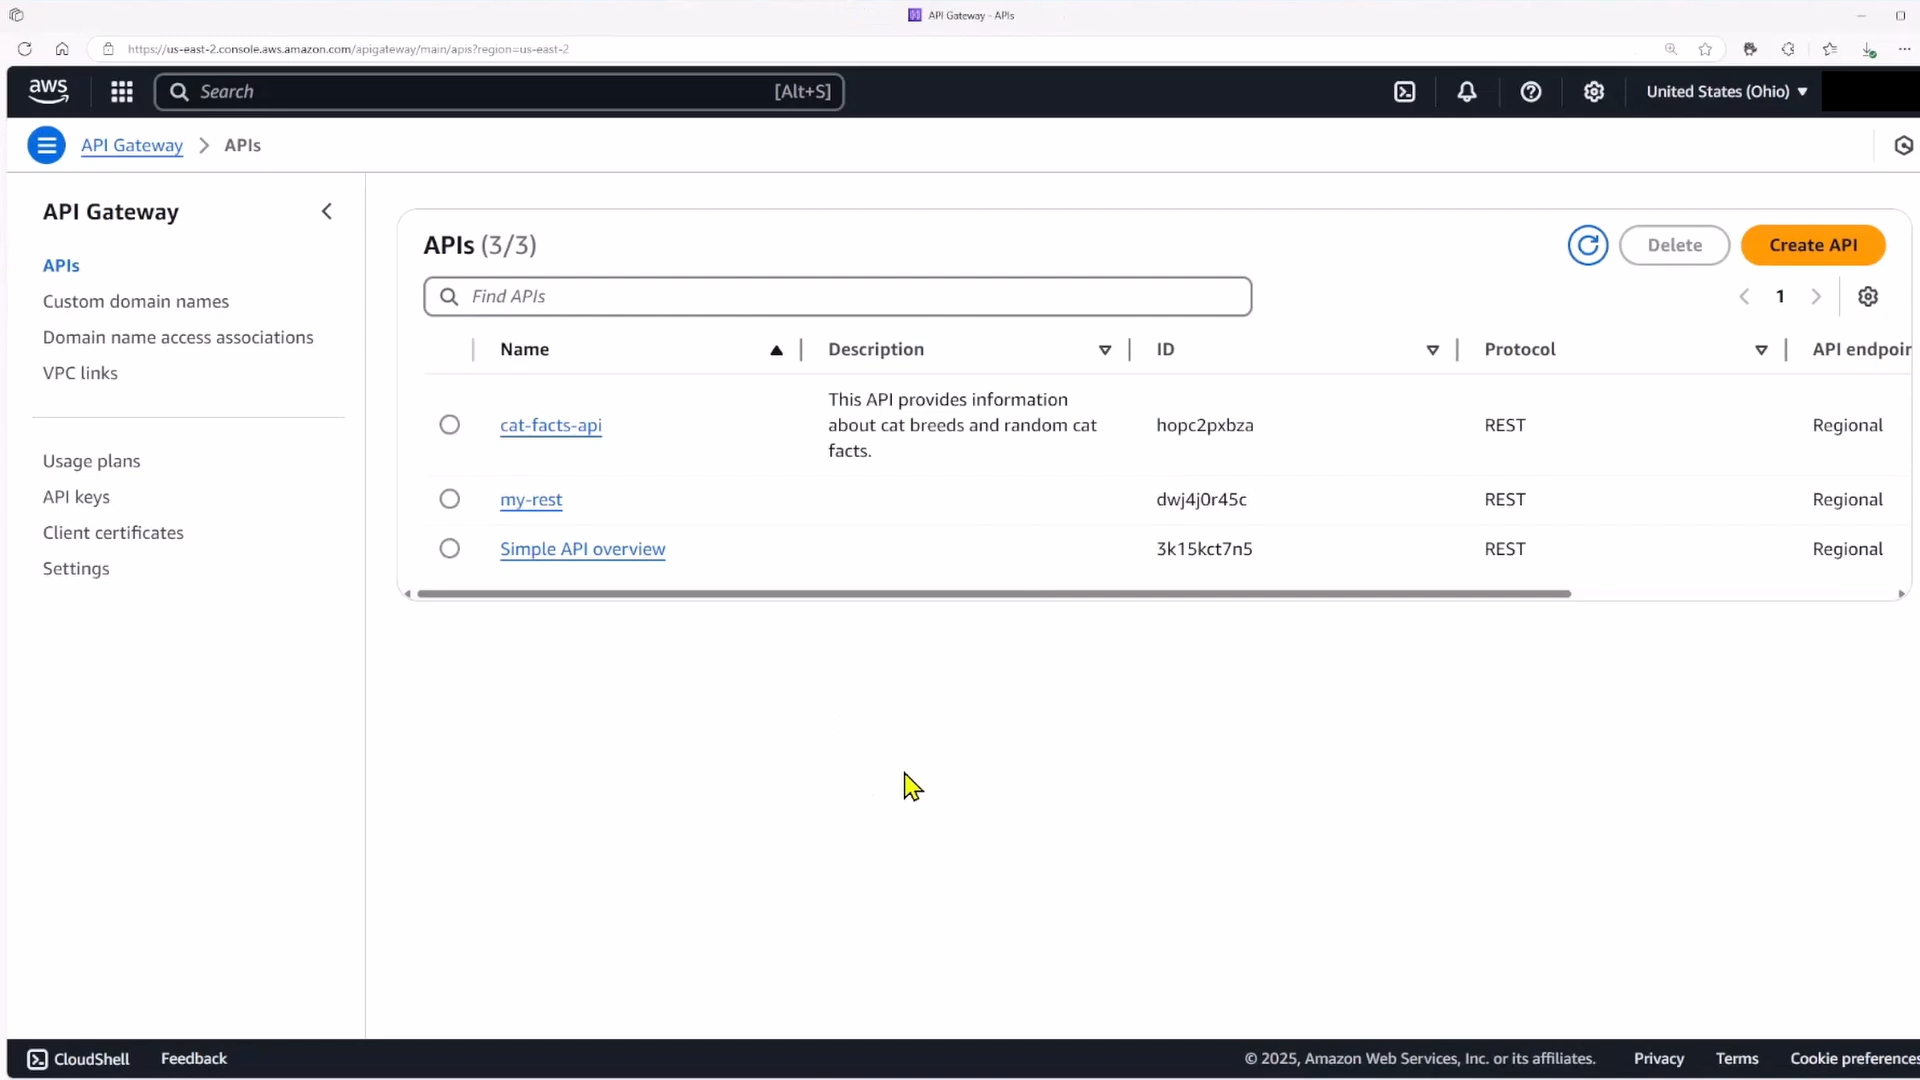 API Gateway - APIs
https://us-east-2.console.aws.amazon.com/apigateway/main/apis?region=us-east-2
aws
Search
[Alt+S]
United States (Ohio)
API Gateway
APIs
API Gateway
APIs
Custom domain names
Domain name access associations
VPC links
Usage plans
API keys
Client certificates
Settings
APIs (3/3)
Delete
Create API
Find APIs
1
Name
Description
ID
Protocol
API endpoin
cat-facts-api
This API provides information
about cat breeds and random cat
facts.
hopc2pxbza
REST
Regional
my-rest
dwj4j0r45c
REST
Regional
Simple API overview
3k15kct7n5
REST
Regional
CloudShell
Feedback
© 2025, Amazon Web Services, Inc. or its affiliates.
Privacy
Terms
Cookie preferences